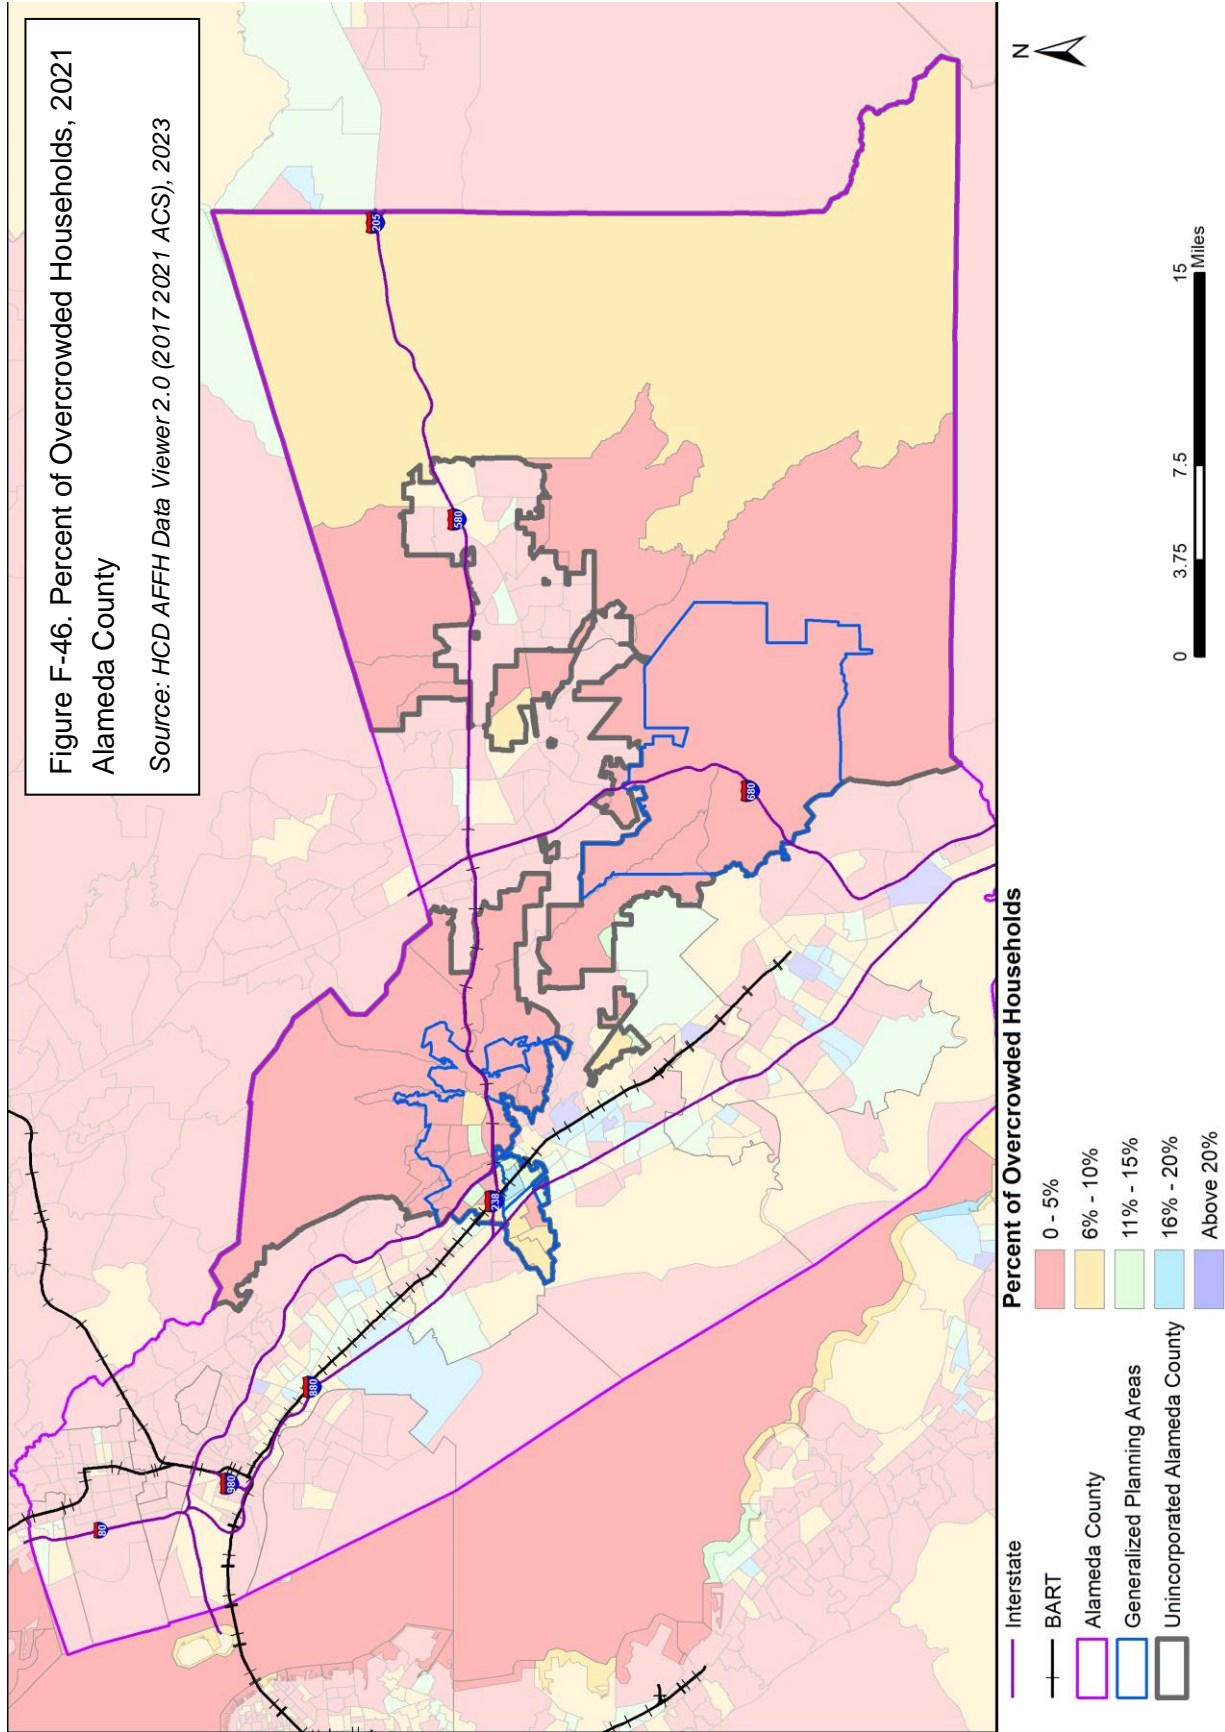 Figure F-46. Percent of Overcrowded Households, 2021
Alameda County
Source: HCD AFFH Data Viewer 2.0 (2017 2021 ACS), 2023
80
980
880
238
580
205
680
N
Interstate
BART
Alameda County
Generalized Planning Areas
Unincorporated Alameda County
Percent of Overcrowded Households
0 - 5%
6% - 10%
11% - 15%
16% - 20%
Above 20%
0 3.75 7.5 15
Miles